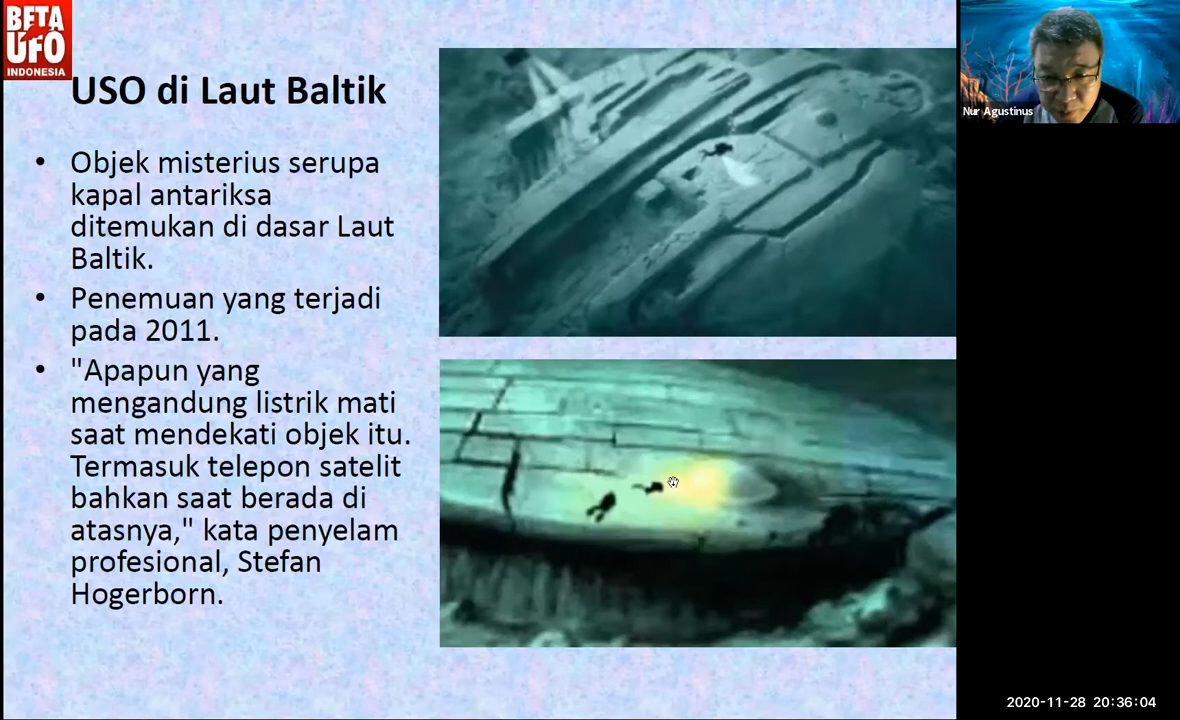 BETA
UFO
INDONESIA
USO di Laut Baltik
• Objek misterius serupa
kapal antariksa
ditemukan di dasar Laut
Baltik.
• Penemuan yang terjadi
pada 2011.
• "Apapun yang
mengandung listrik mati
saat mendekati objek itu.
Termasuk telepon satelit
bahkan saat berada di
atasnya," kata penyelam
profesional, Stefan
Hogerborn.
Nur Agustinus
2020-11-28 20:36:04